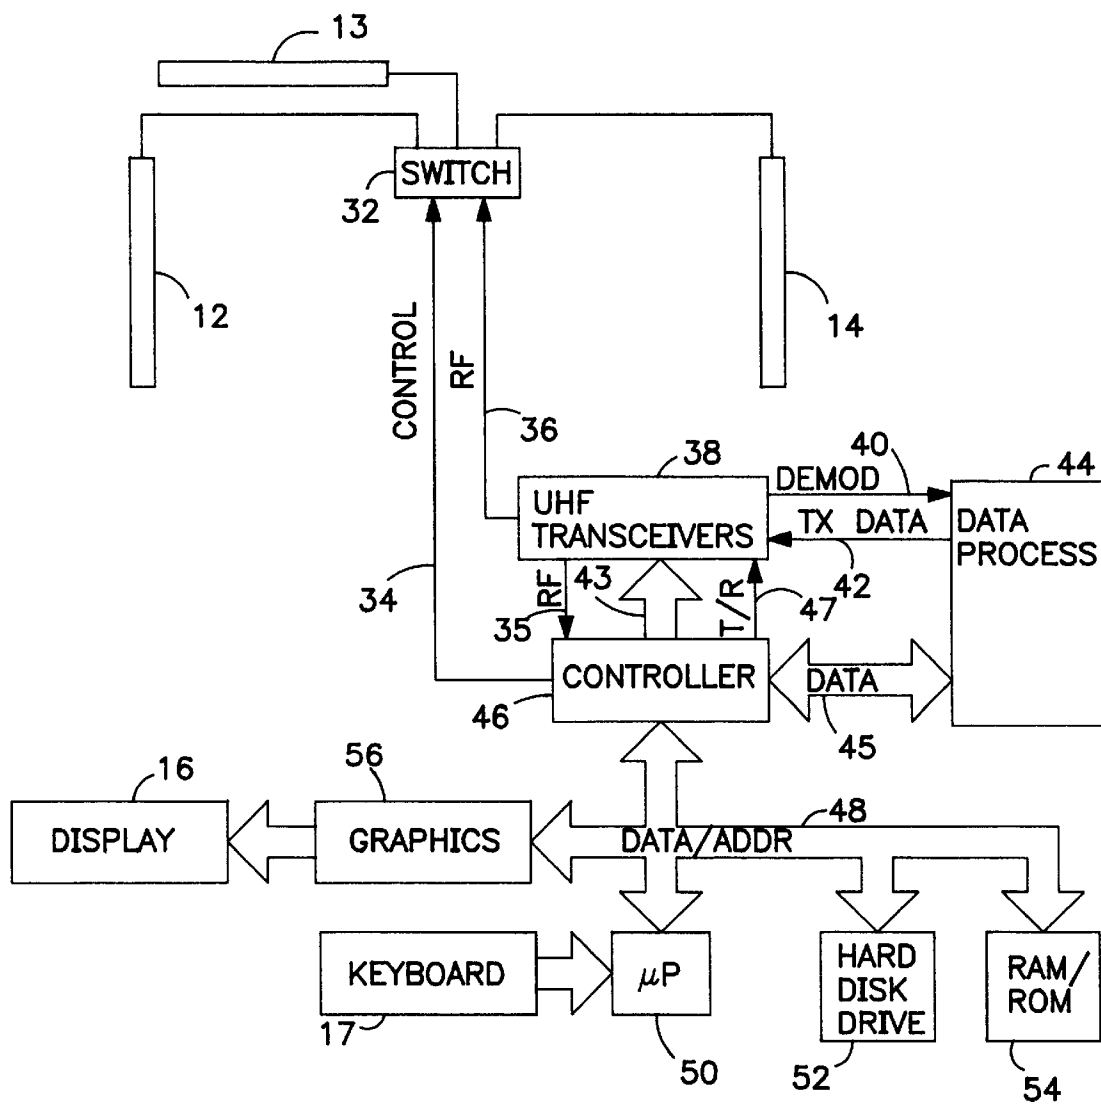 13
SWITCH
32
12
14
CONTROL
RF
36
38
40
44
DEMOD
UHF
TRANSCEIVERS
TX DATA
DATA
PROCESS
34
RF
35
43
T/R
47
42
CONTROLLER
46
DATA
45
16
56
48
DISPLAY
GRAPHICS
DATA/ADDR
KEYBOARD
17
μP
50
HARD
DISK
DRIVE
52
RAM/
ROM
54